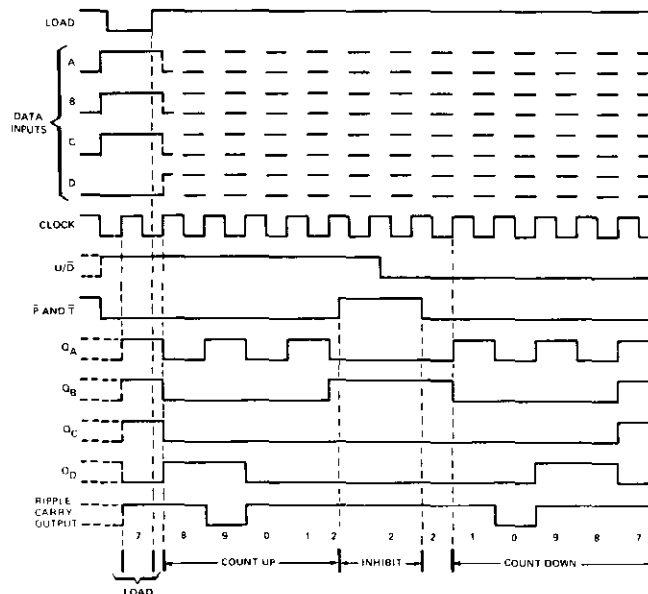 LOAD
A
B
C
D
DATA
INPUTS
CLOCK
U/D̅
P̅ AND T̅
QA
QB
QC
QD
RIPPLE
CARRY
OUTPUT
7 8 9 0 1 2 2 2 1 0 9 8 7
COUNT UP INHIBIT COUNT DOWN
LOAD